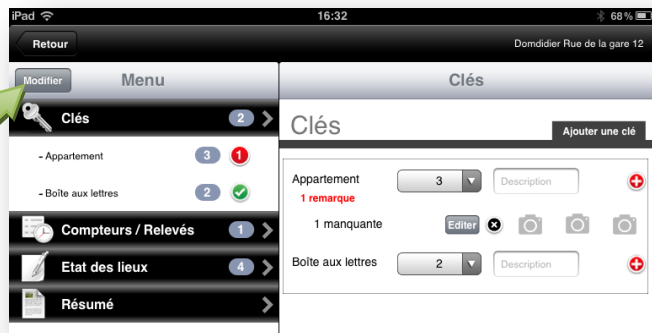 iPad 16:32 68%
Retour Domdidier Rue de la gare 12
Modifier Menu Clés
Clés 2
Clés Ajouter une clé
- Appartement 3 1
Appartement 3 Description
- Boîte aux lettres 2
1 remarque
1 manquante Editer
Compteurs / Relevés 1
Boîte aux lettres 2 Description
Etat des lieux 4
Résumé